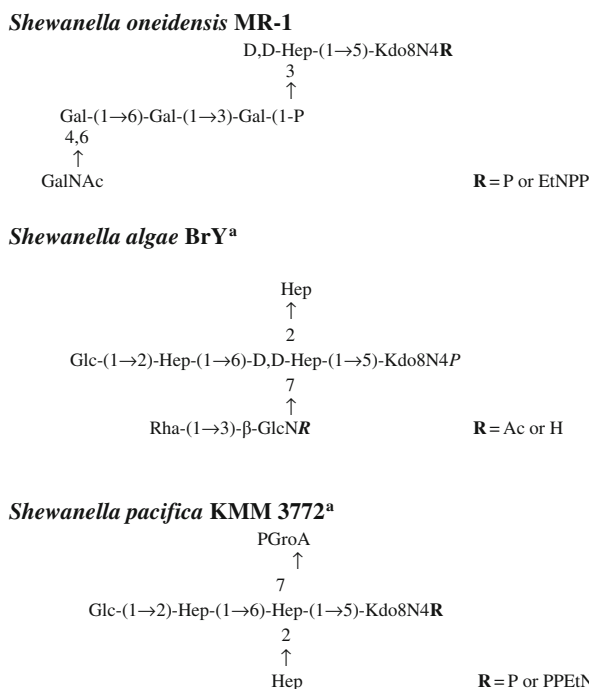 Shewanella oneidensis MR-1
D,D-Hep-(1→5)-Kdo8N4R
3
↑
Gal-(1→6)-Gal-(1→3)-Gal-(1-P
4,6
↑
GalNAc R = P or EtNPP
Shewanella algae BrYᵃ
Hep
↑
2
Glc-(1→2)-Hep-(1→6)-D,D-Hep-(1→5)-Kdo8N4P
7
↑
Rha-(1→3)-β-GlcNR R = Ac or H
Shewanella pacifica KMM 3772ᵃ
PGroA
↑
7
Glc-(1→2)-Hep-(1→6)-Hep-(1→5)-Kdo8N4R
2
↑
Hep R = P or PPEtN